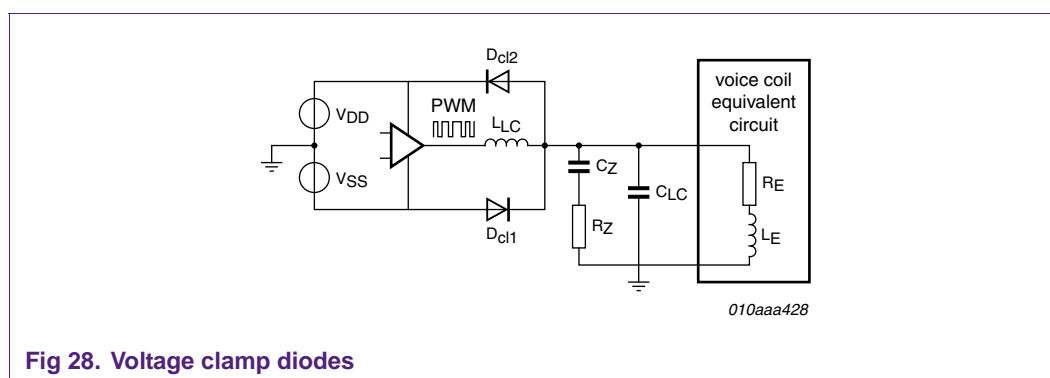 Dcl2
VDD
PWM
LLC
voice coil
equivalent
circuit
VSS
CZ
CLC
RE
RZ
LE
Dcl1
010aaa428
Fig 28. Voltage clamp diodes